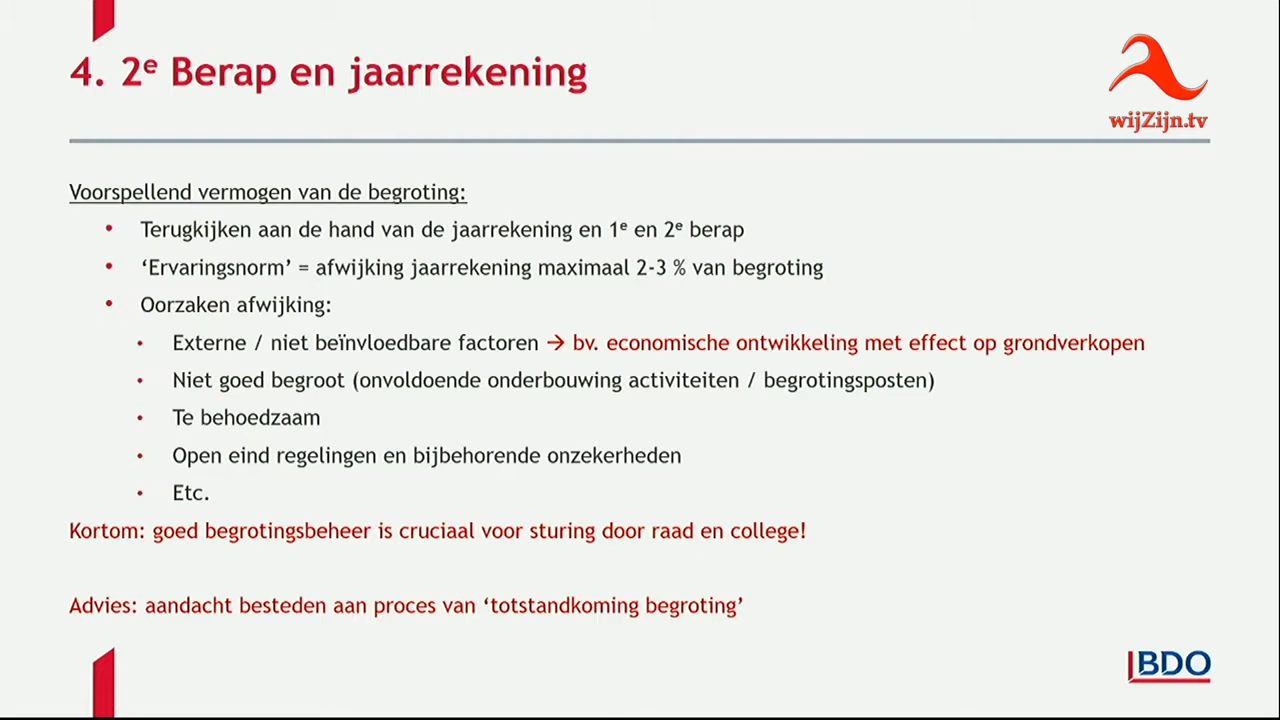 4. 2e Berap en jaarrekening
wijZijn.tv
Voorspellend vermogen van de begroting:
• Terugkijken aan de hand van de jaarrekening en 1e en 2e berap
• ‘Ervaringsnorm’ = afwijking jaarrekening maximaal 2-3 % van begroting
• Oorzaken afwijking:
• Externe / niet beïnvloedbare factoren → bv. economische ontwikkeling met effect op grondverkopen
• Niet goed begroot (onvoldoende onderbouwing activiteiten / begrotingsposten)
• Te behoedzaam
• Open eind regelingen en bijbehorende onzekerheden
• Etc.
Kortom: goed begrotingsbeheer is cruciaal voor sturing door raad en college!
Advies: aandacht besteden aan proces van ‘totstandkoming begroting’
BDO